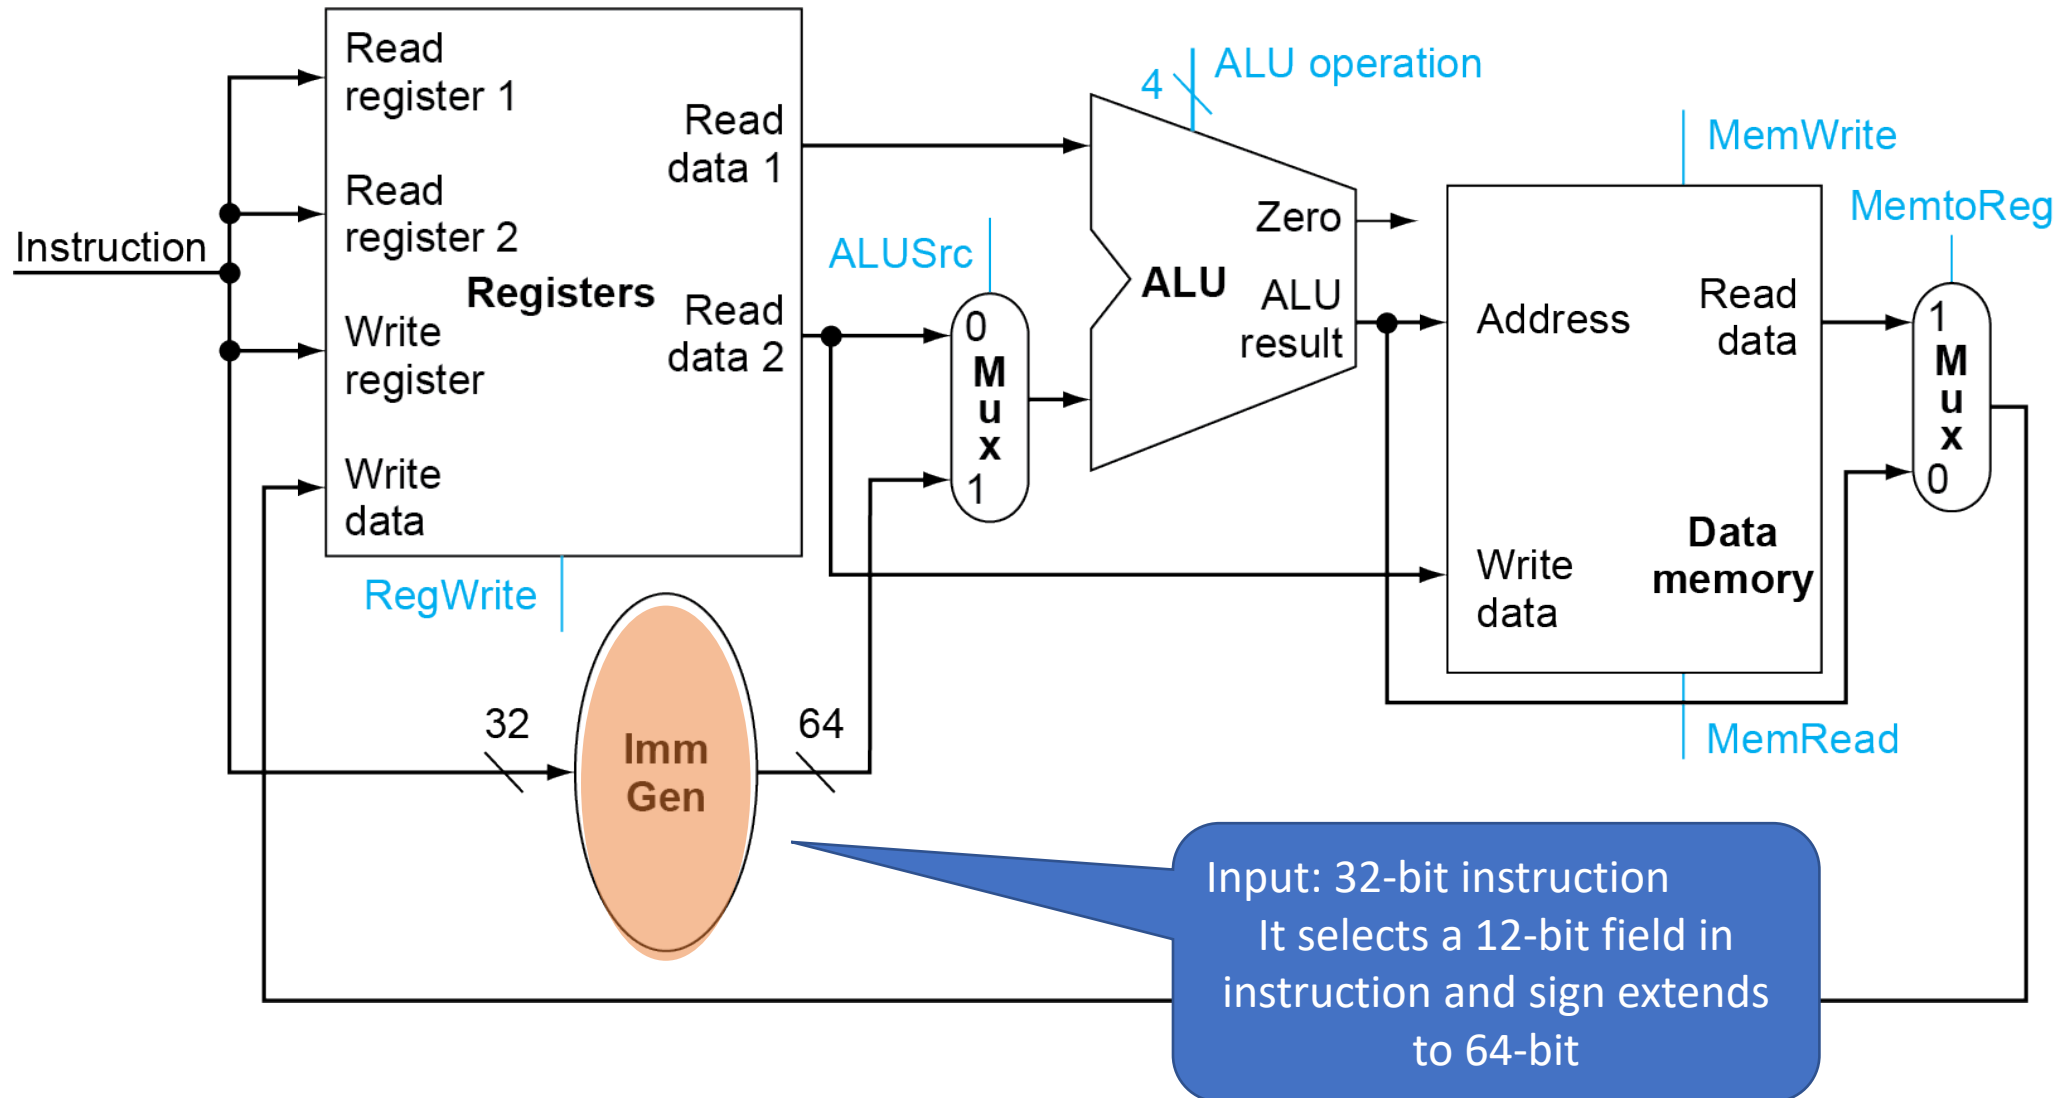 Instruction
Read
register 1
Read
register 2
Write
register
Write
data
Registers
Read
data 1
Read
data 2
RegWrite
32
Imm
Gen
64
ALUSrc
0
M
u
x
1
4
ALU operation
ALU
Zero
ALU
result
MemWrite
Address
Read
data
Write
data
Data
memory
MemRead
MemtoReg
1
M
u
x
0
Input: 32-bit instruction
It selects a 12-bit field in
instruction and sign extends
to 64-bit